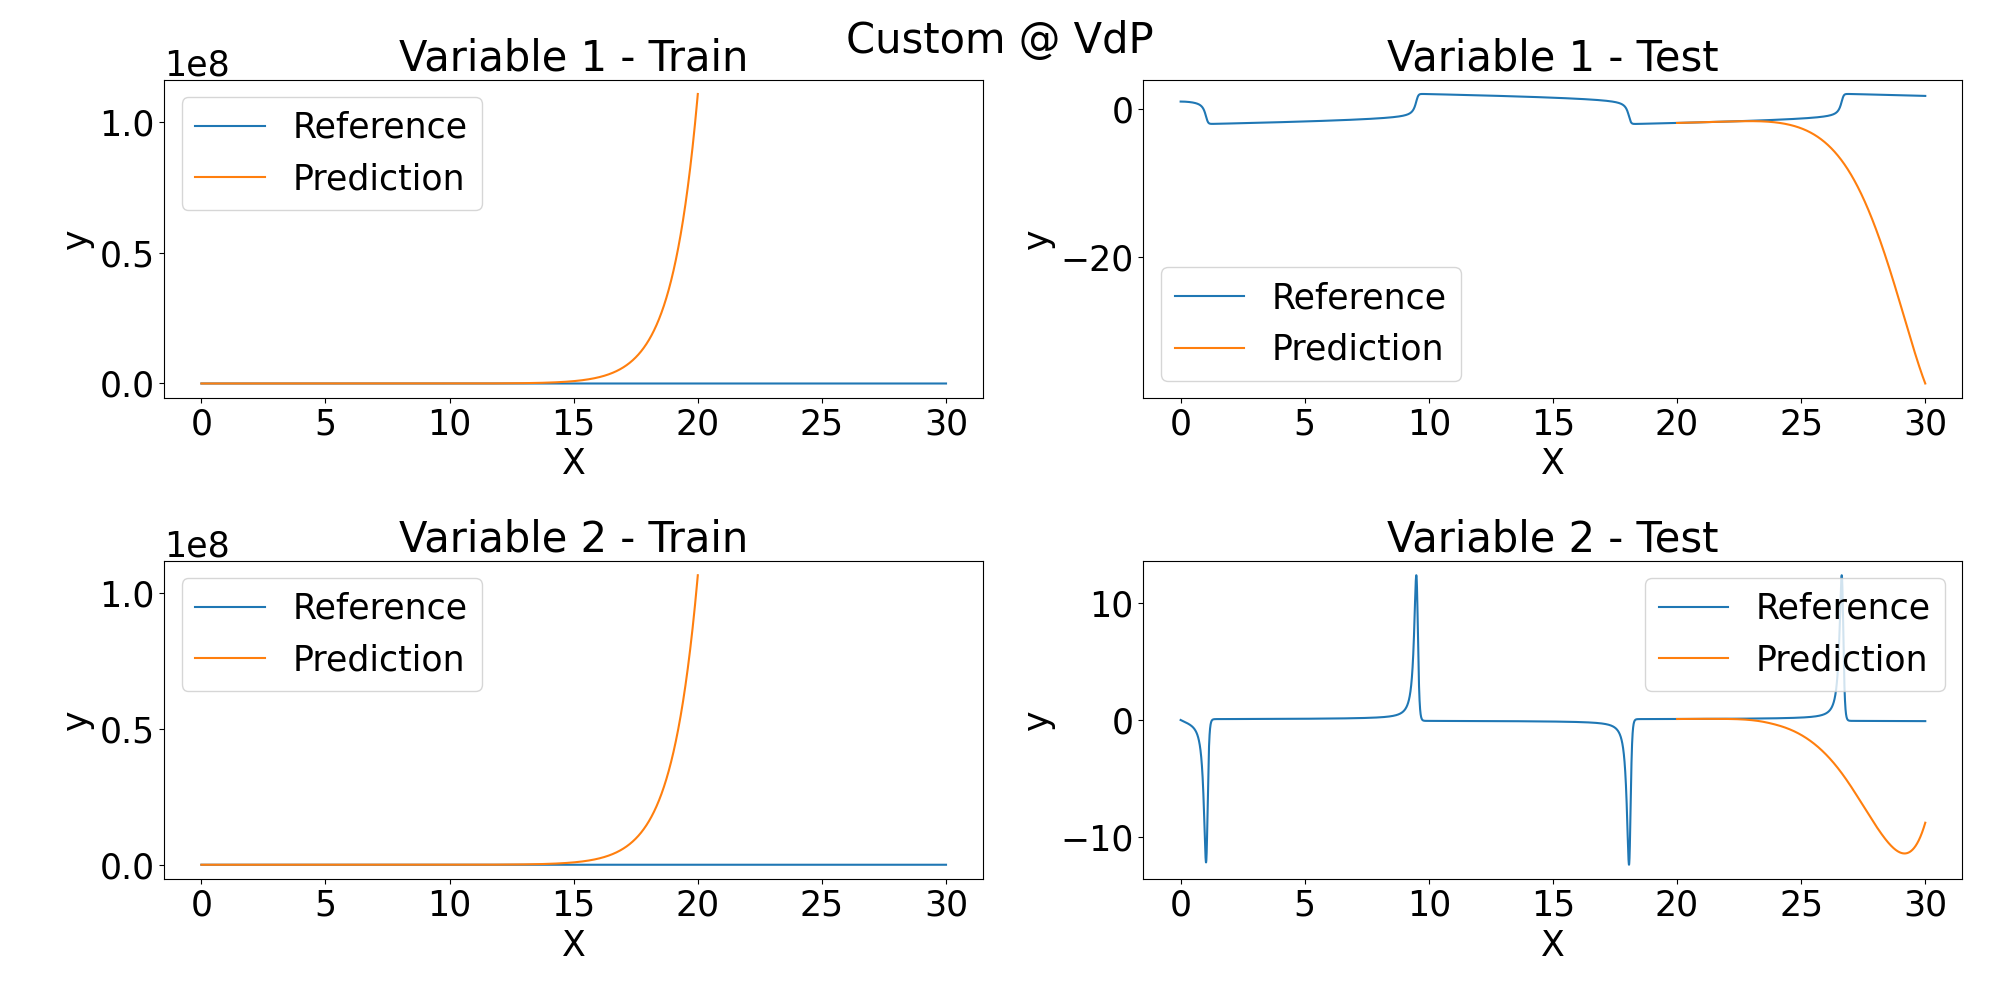 Custom @ VdP
Variable 1 - Train
1e8
1.0
0.5
0.0
y
Reference
Prediction
0 5 10 15 20 25 30
X
Variable 1 - Test
0
−20
y
Reference
Prediction
0 5 10 15 20 25 30
X
Variable 2 - Train
1e8
1.0
0.5
0.0
y
Reference
Prediction
0 5 10 15 20 25 30
X
Variable 2 - Test
10
0
−10
y
Reference
Prediction
0 5 10 15 20 25 30
X